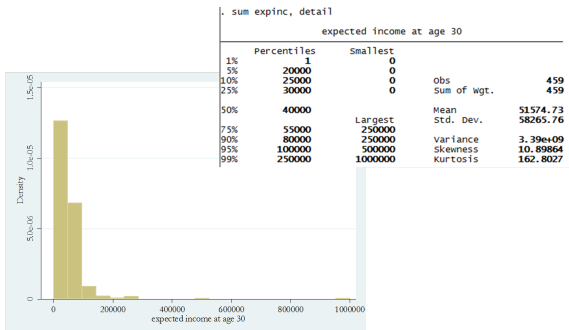 . sum expinc, detail
expected income at age 30
Percentiles Smallest
1% 1 0
5% 20000 0
10% 25000 0 Obs 459
25% 30000 0 Sum of Wgt. 459
50% 40000 Mean 51574.73
Largest Std. Dev. 58265.76
75% 55000 250000
90% 80000 250000 Variance 3.39e+09
95% 100000 500000 Skewness 10.89864
99% 250000 1000000 Kurtosis 162.8027
1.5e-05
1.0e-05
5.0e-06
0
Density
0 200000 400000 600000 800000 1000000
expected income at age 30